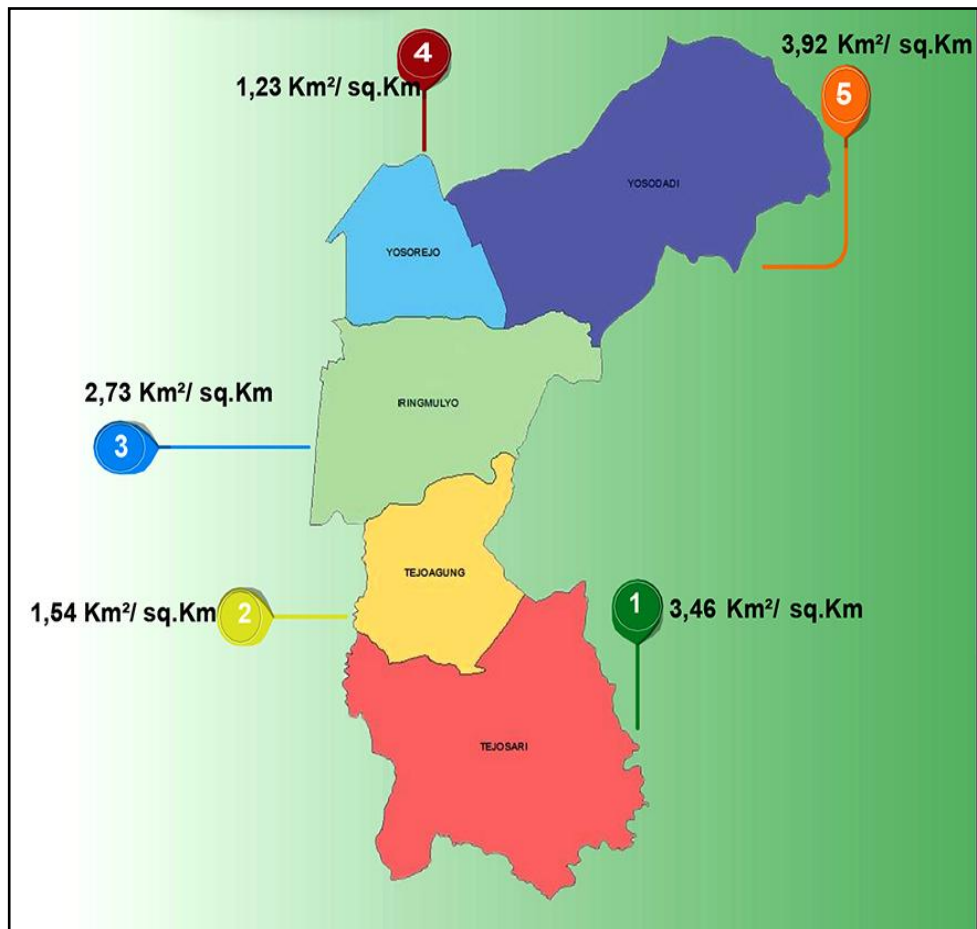 4
3,92 Km²/ sq.Km
1,23 Km²/ sq.Km
5
YOSODADI
YOSOREJO
2,73 Km²/ sq.Km
IRINGMULYO
3
TEJOAGUNG
1,54 Km²/ sq.Km
2
1
3,46 Km²/ sq.Km
TEJOSARI